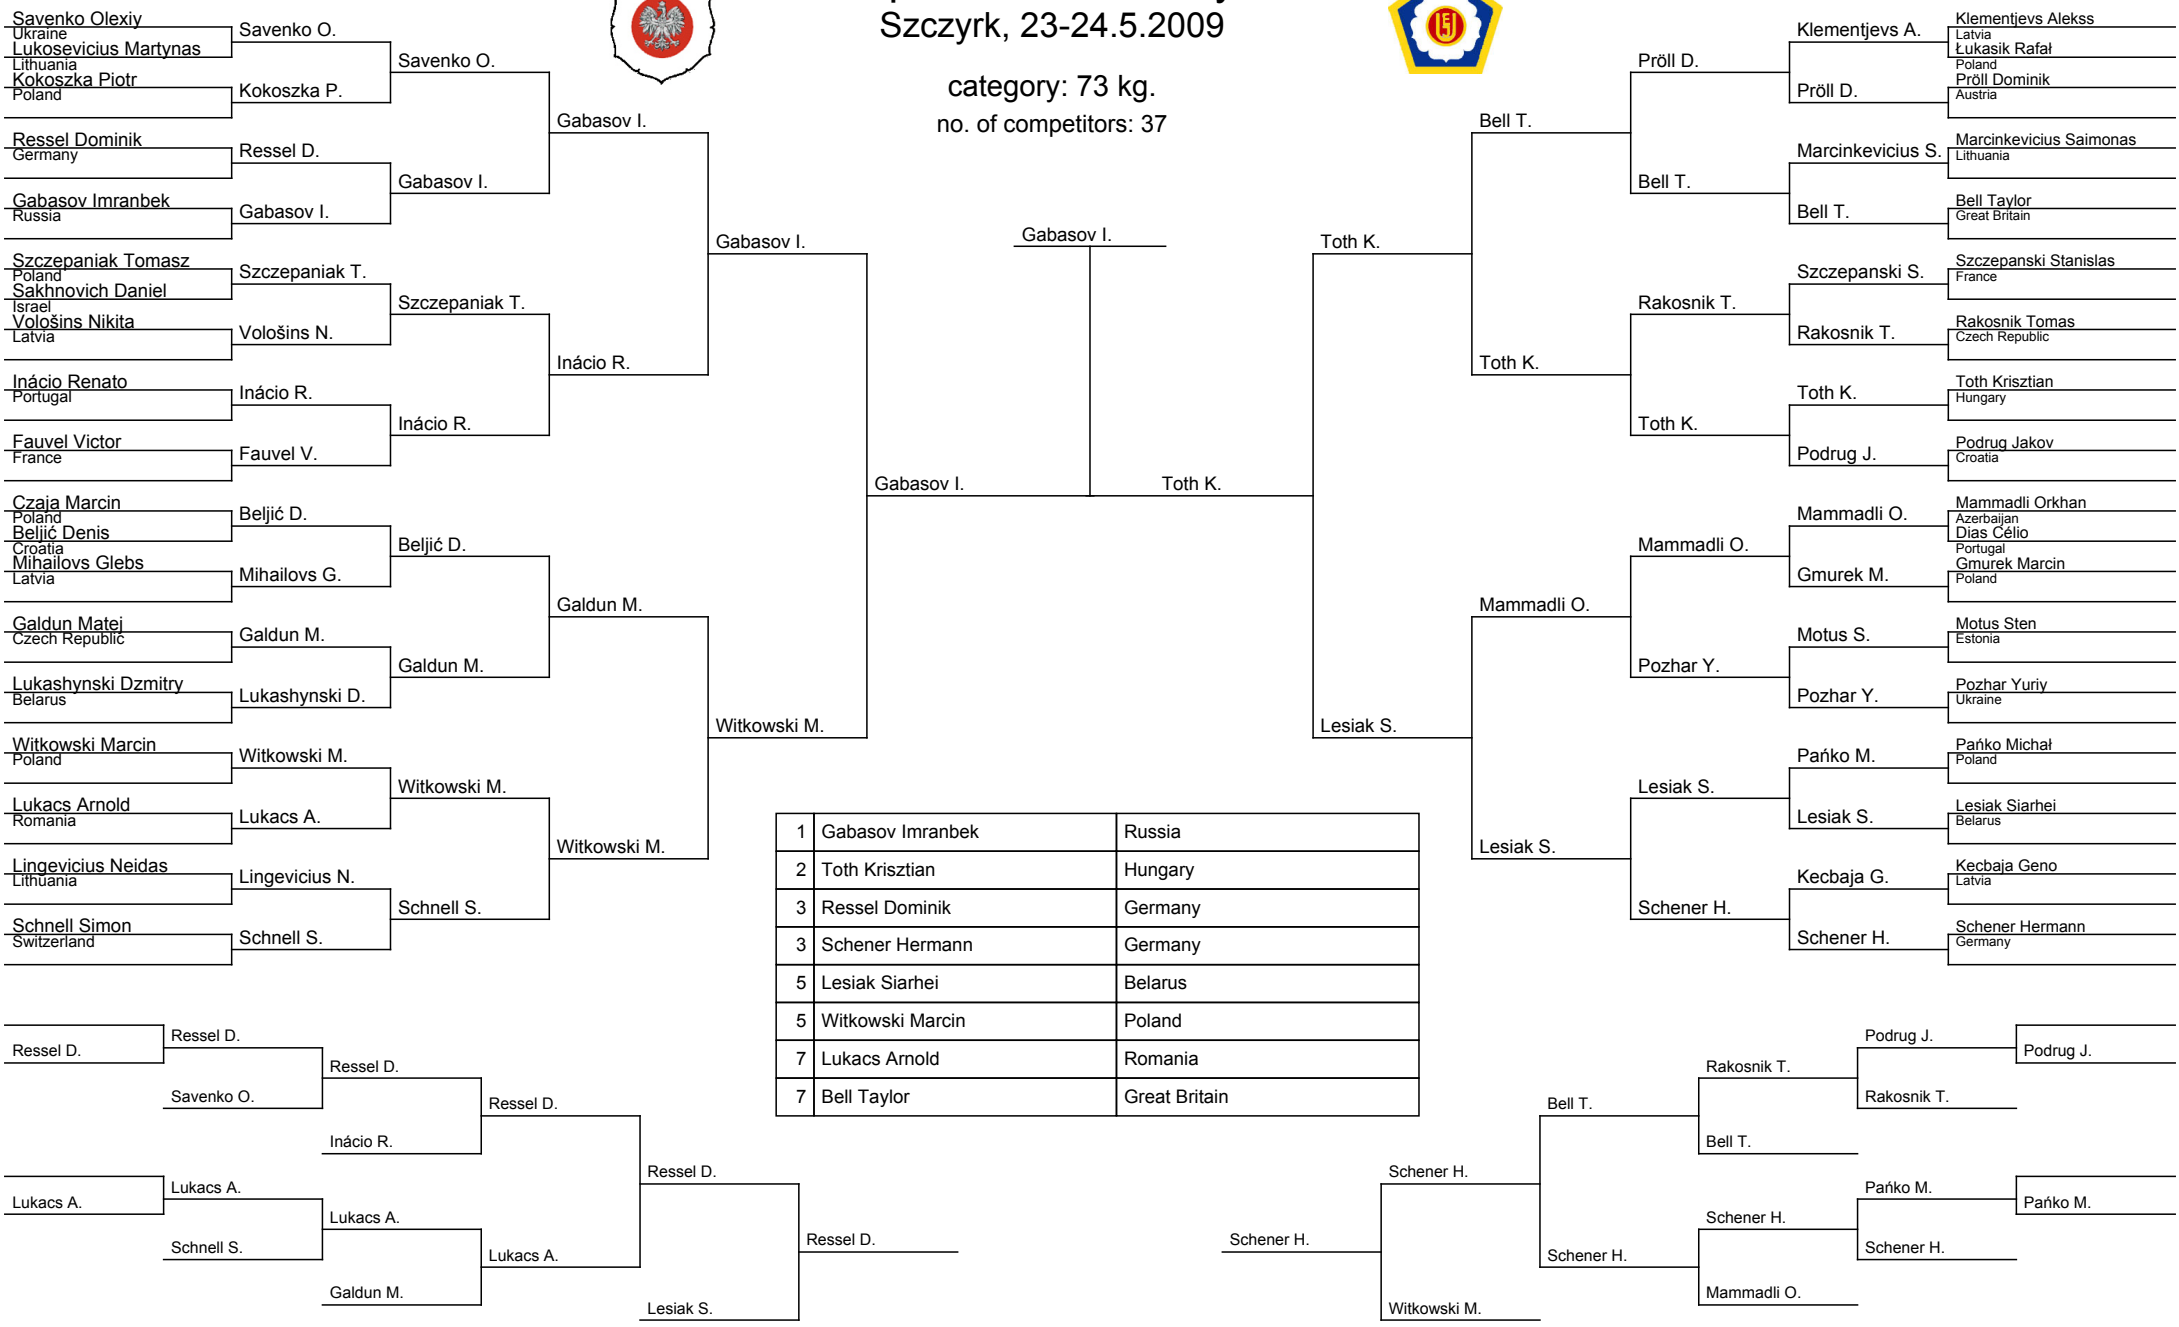 Szczyrk, 23-24.5.2009
category: 73 kg.
no. of competitors: 37
Savenko Olexiy
Ukraine
Lukosevicius Martynas
Lithuania
Kokoszka Piotr
Poland
Ressel Dominik
Germany
Gabasov Imranbek
Russia
Szczepaniak Tomasz
Poland
Sakhnovich Daniel
Israel
Vološins Nikita
Latvia
Inácio Renato
Portugal
Fauvel Victor
France
Czaja Marcin
Poland
Beljić Denis
Croatia
Mihailovs Glebs
Latvia
Galdun Matej
Czech Republic
Lukashynski Dzmitry
Belarus
Witkowski Marcin
Poland
Lukacs Arnold
Romania
Lingevicius Neidas
Lithuania
Schnell Simon
Switzerland
Savenko O.
Kokoszka P.
Ressel D.
Gabasov I.
Szczepaniak T.
Vološins N.
Inácio R.
Fauvel V.
Beljić D.
Mihailovs G.
Galdun M.
Lukashynski D.
Witkowski M.
Lukacs A.
Lingevicius N.
Schnell S.
Savenko O.
Gabasov I.
Szczepaniak T.
Inácio R.
Beljić D.
Galdun M.
Witkowski M.
Schnell S.
Gabasov I.
Inácio R.
Galdun M.
Witkowski M.
Gabasov I.
Witkowski M.
Gabasov I.
Gabasov I.
Toth K.
Toth K.
Lesiak S.
Bell T.
Toth K.
Mammadli O.
Lesiak S.
Pröll D.
Bell T.
Rakosnik T.
Toth K.
Mammadli O.
Pozhar Y.
Lesiak S.
Schener H.
Klementjevs A.
Pröll D.
Marcinkevicius S.
Bell T.
Szczepanski S.
Rakosnik T.
Toth K.
Podrug J.
Mammadli O.
Gmurek M.
Motus S.
Pozhar Y.
Pańko M.
Lesiak S.
Kecbaja G.
Schener H.
Klementjevs Alekss
Latvia
Łukasik Rafał
Poland
Pröll Dominik
Austria
Marcinkevicius Saimonas
Lithuania
Bell Taylor
Great Britain
Szczepanski Stanislas
France
Rakosnik Tomas
Czech Republic
Toth Krisztian
Hungary
Podrug Jakov
Croatia
Mammadli Orkhan
Azerbaijan
Dias Célio
Portugal
Gmurek Marcin
Poland
Motus Sten
Estonia
Pozhar Yuriy
Ukraine
Pańko Michał
Poland
Lesiak Siarhei
Belarus
Kecbaja Geno
Latvia
Schener Hermann
Germany
1 Gabasov Imranbek Russia
2 Toth Krisztian Hungary
3 Ressel Dominik Germany
3 Schener Hermann Germany
5 Lesiak Siarhei Belarus
5 Witkowski Marcin Poland
7 Lukacs Arnold Romania
7 Bell Taylor Great Britain
Ressel D.
Lukacs A.
Ressel D.
Savenko O.
Lukacs A.
Schnell S.
Ressel D.
Inácio R.
Lukacs A.
Galdun M.
Ressel D.
Lukacs A.
Ressel D.
Lesiak S.
Ressel D.
Schener H.
Schener H.
Witkowski M.
Bell T.
Schener H.
Rakosnik T.
Bell T.
Schener H.
Mammadli O.
Podrug J.
Rakosnik T.
Pańko M.
Schener H.
Podrug J.
Pańko M.